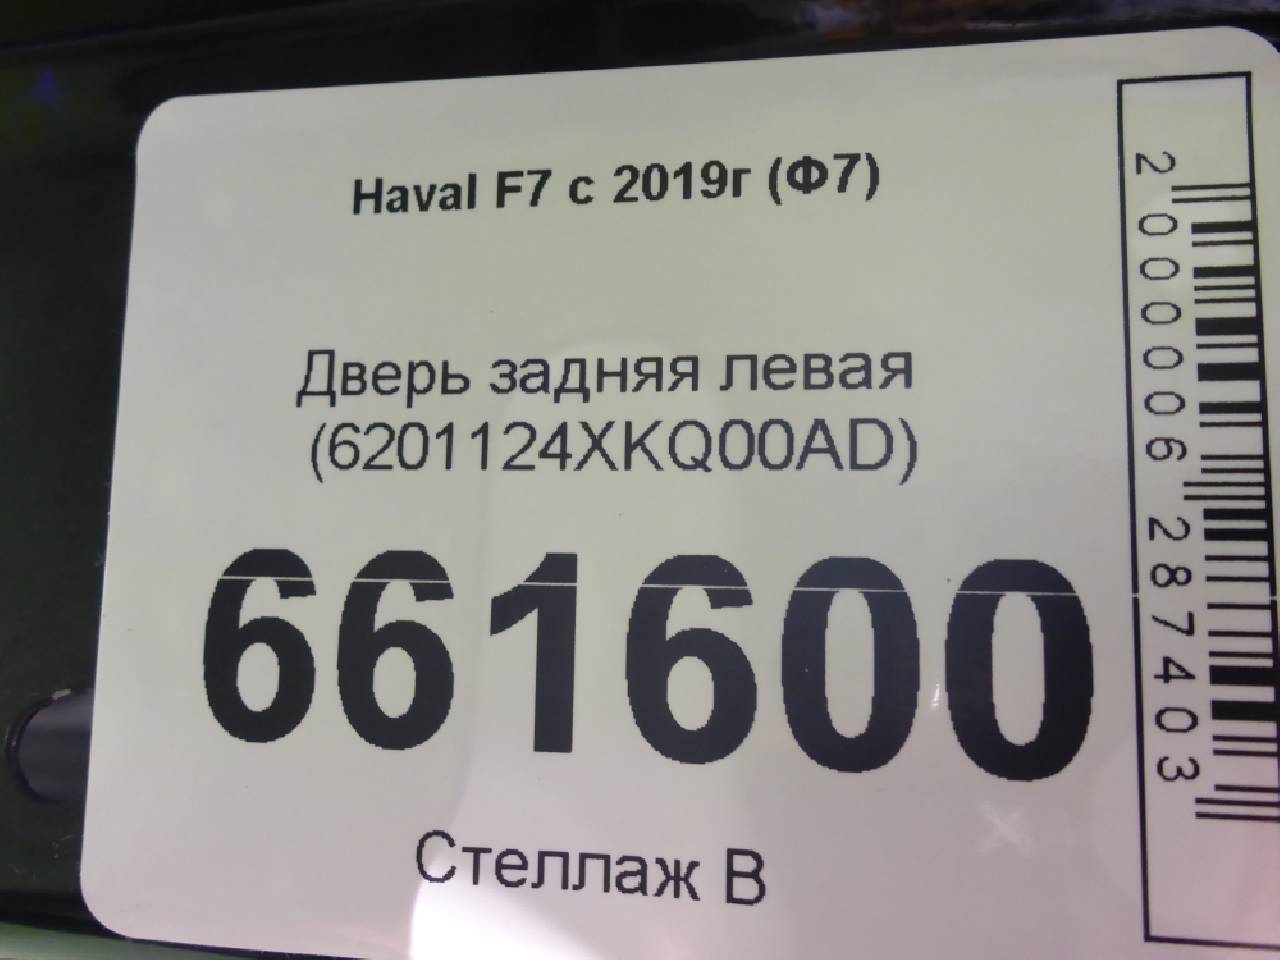 Haval F7 с 2019г (Ф7)
Дверь задняя левая
(6201124XKQ00AD)
661600
Стеллаж В
2000006287403